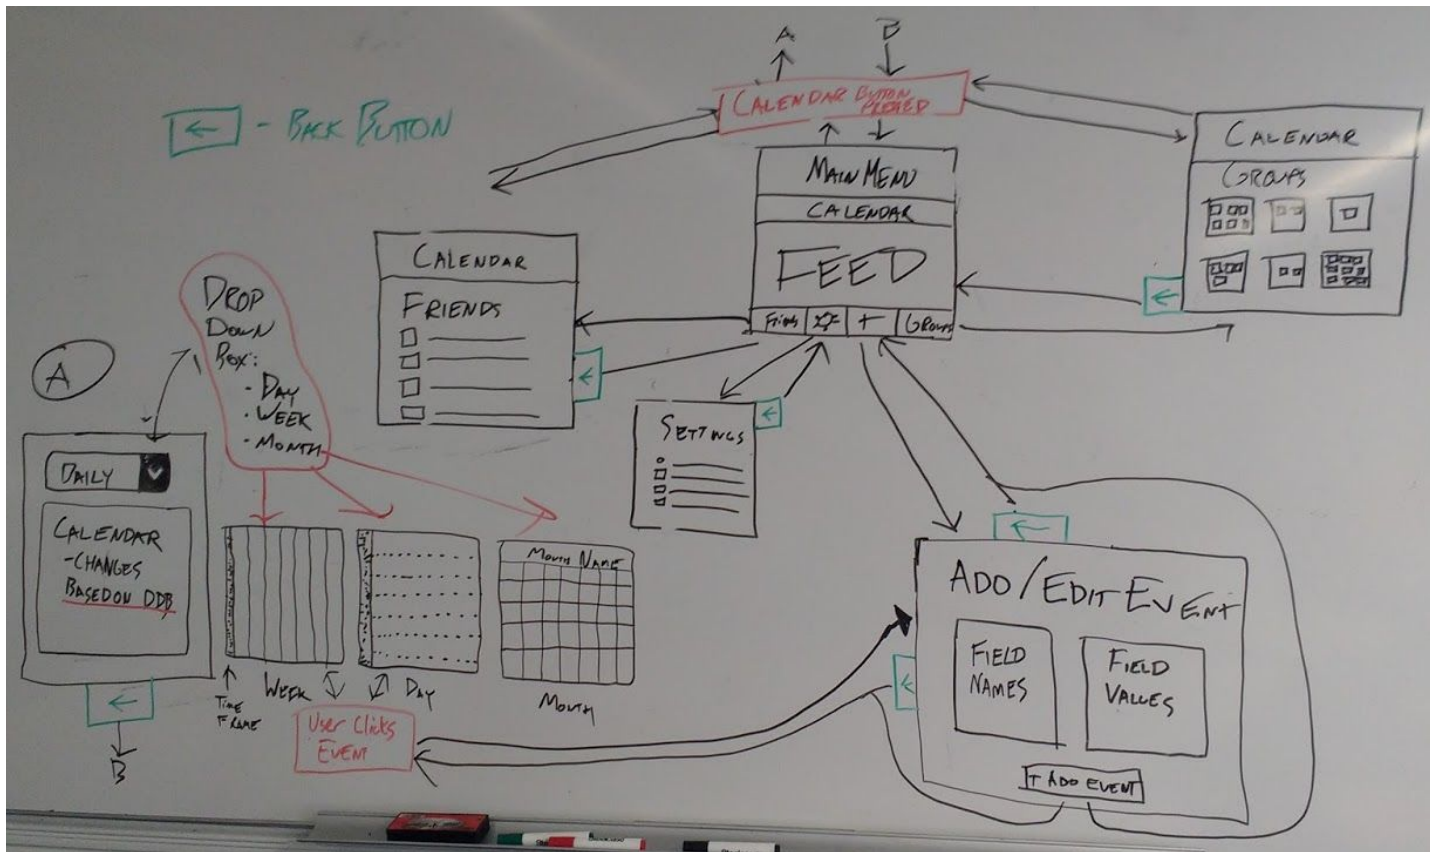 A
B
CALENDAR BUTTON
PRESSED
← - BACK BUTTON
MAIN MENU
CALENDAR
FEED
Friends
+
GROUPS
CALENDAR
GROUPS
←
CALENDAR
FRIENDS
←
SETTINGS
←
DROP
DOWN
BOX:
- DAY
- WEEK
- MONTH
A
DAILY
CALENDAR
- CHANGES
BASED ON DDB
←
B
TIME
FRAME
WEEK
DAY
MONTH NAME
MONTH
User Clicks
EVENT
←
ADD/EDIT EVENT
←
FIELD
NAMES
FIELD
VALUES
+ ADD EVENT